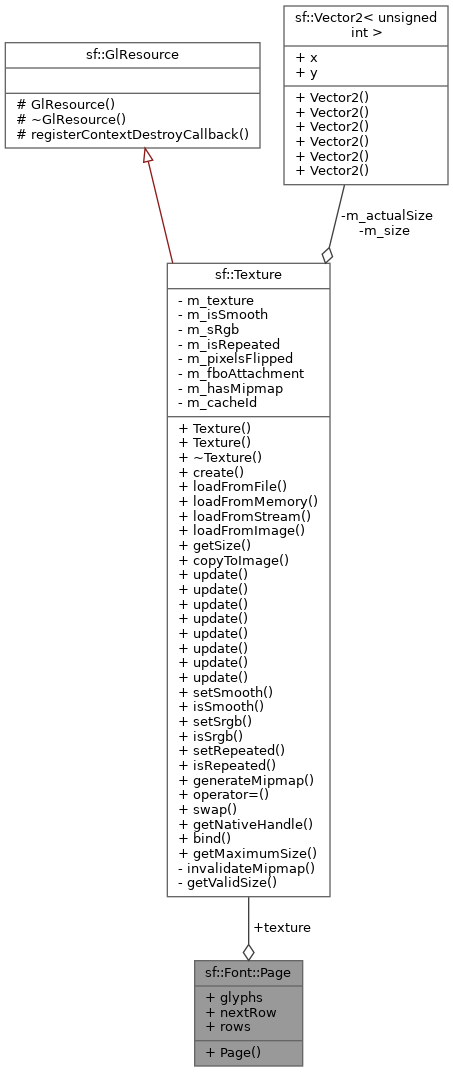 sf::Vector2< unsigned
int >
+ x
+ y
+ Vector2()
+ Vector2()
+ Vector2()
+ Vector2()
+ Vector2()
+ Vector2()
sf::GlResource
# GlResource()
# ~GlResource()
# registerContextDestroyCallback()
-m_actualSize
-m_size
sf::Texture
- m_texture
- m_isSmooth
- m_sRgb
- m_isRepeated
- m_pixelsFlipped
- m_fboAttachment
- m_hasMipmap
- m_cacheId
+ Texture()
+ Texture()
+ ~Texture()
+ create()
+ loadFromFile()
+ loadFromMemory()
+ loadFromStream()
+ loadFromImage()
+ getSize()
+ copyToImage()
+ update()
+ update()
+ update()
+ update()
+ update()
+ update()
+ update()
+ update()
+ setSmooth()
+ isSmooth()
+ setSrgb()
+ isSrgb()
+ setRepeated()
+ isRepeated()
+ generateMipmap()
+ operator=()
+ swap()
+ getNativeHandle()
+ bind()
+ getMaximumSize()
- invalidateMipmap()
- getValidSize()
+texture
sf::Font::Page
+ glyphs
+ nextRow
+ rows
+ Page()